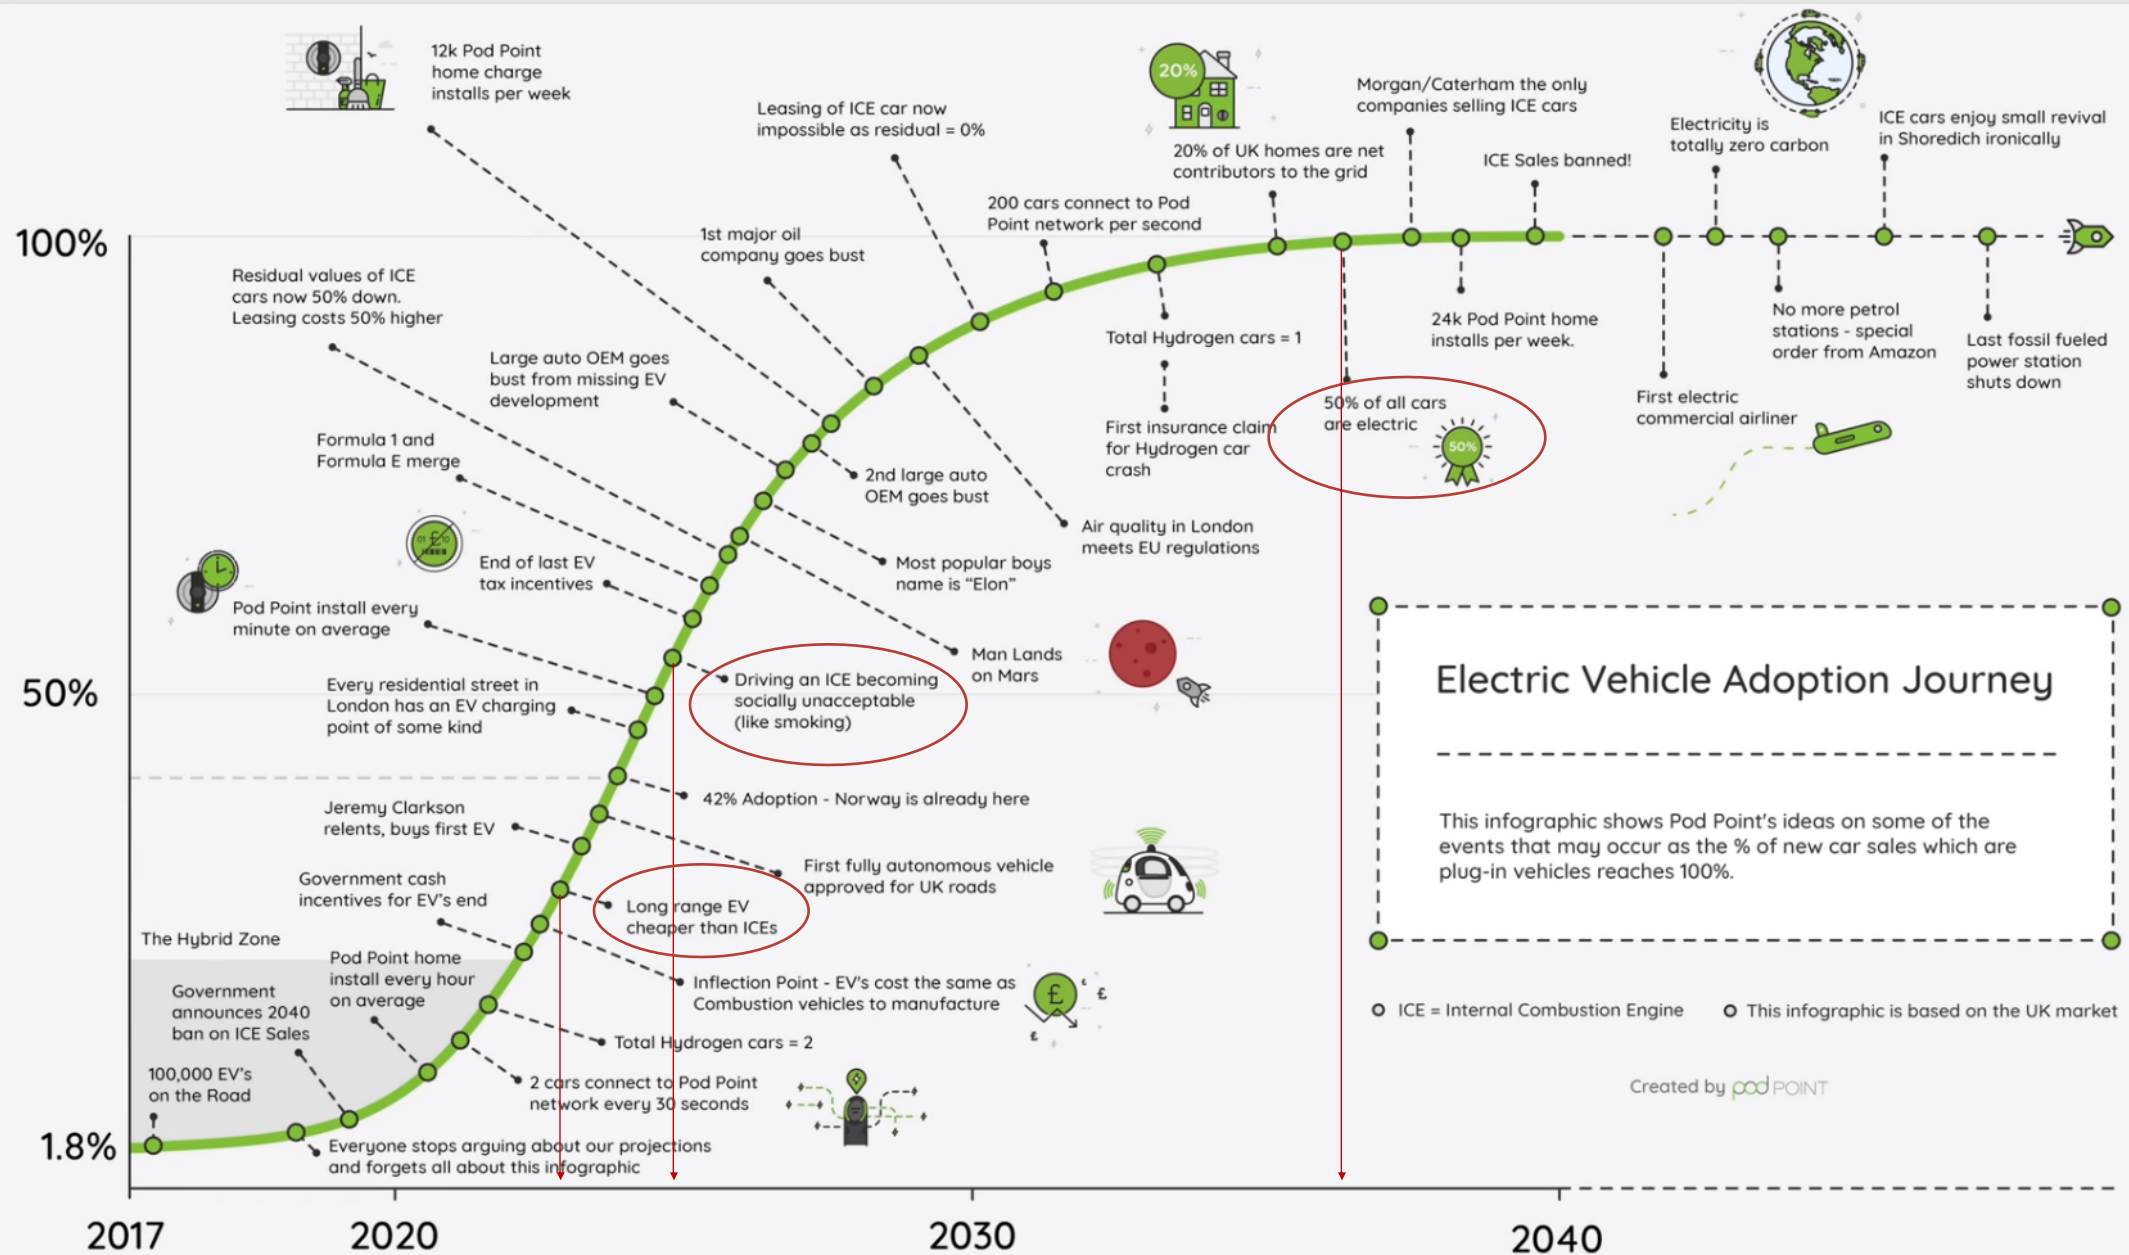 12k Pod Point
home charge
installs per week
Leasing of ICE car now
impossible as residual = 0%
20%
20% of UK homes are net
contributors to the grid
Morgan/Caterham the only
companies selling ICE cars
ICE Sales banned!
Electricity is
totally zero carbon
ICE cars enjoy small revival
in Shoredich ironically
200 cars connect to Pod
Point network per second
1st major oil
company goes bust
100%
Residual values of ICE
cars now 50% down.
Leasing costs 50% higher
Large auto OEM goes
bust from missing EV
development
Formula 1 and
Formula E merge
Total Hydrogen cars = 1
First insurance claim
for Hydrogen car
crash
50% of all cars
are electric
50%
24k Pod Point home
installs per week.
No more petrol
stations - special
order from Amazon
Last fossil fueled
power station
shuts down
First electric
commercial airliner
2nd large auto
OEM goes bust
Air quality in London
meets EU regulations
01 £ 10
End of last EV
tax incentives
Most popular boys
name is “Elon”
Pod Point install every
minute on average
Man Lands
on Mars
50%
Every residential street in
London has an EV charging
point of some kind
Driving an ICE becoming
socially unacceptable
(like smoking)
42% Adoption - Norway is already here
Jeremy Clarkson
relents, buys first EV
First fully autonomous vehicle
approved for UK roads
Government cash
incentives for EV's end
Long range EV
cheaper than ICEs
The Hybrid Zone
Pod Point home
install every hour
on average
Inflection Point - EV's cost the same as
Combustion vehicles to manufacture
£
£
£
£
Government
announces 2040
ban on ICE Sales
Total Hydrogen cars = 2
100,000 EV's
on the Road
2 cars connect to Pod Point
network every 30 seconds
1.8%
Everyone stops arguing about our projections
and forgets all about this infographic
2017
2020
2030
2040
Electric Vehicle Adoption Journey
This infographic shows Pod Point's ideas on some of the
events that may occur as the % of new car sales which are
plug-in vehicles reaches 100%.
ICE = Internal Combustion Engine
This infographic is based on the UK market
Created by pod POINT